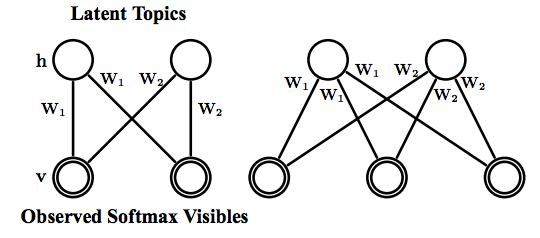 Latent Topics
h
W₁ W₂ W₁ W₂
W₁ W₁ W₂ W₂
W₁ W₂
v
Observed Softmax Visibles